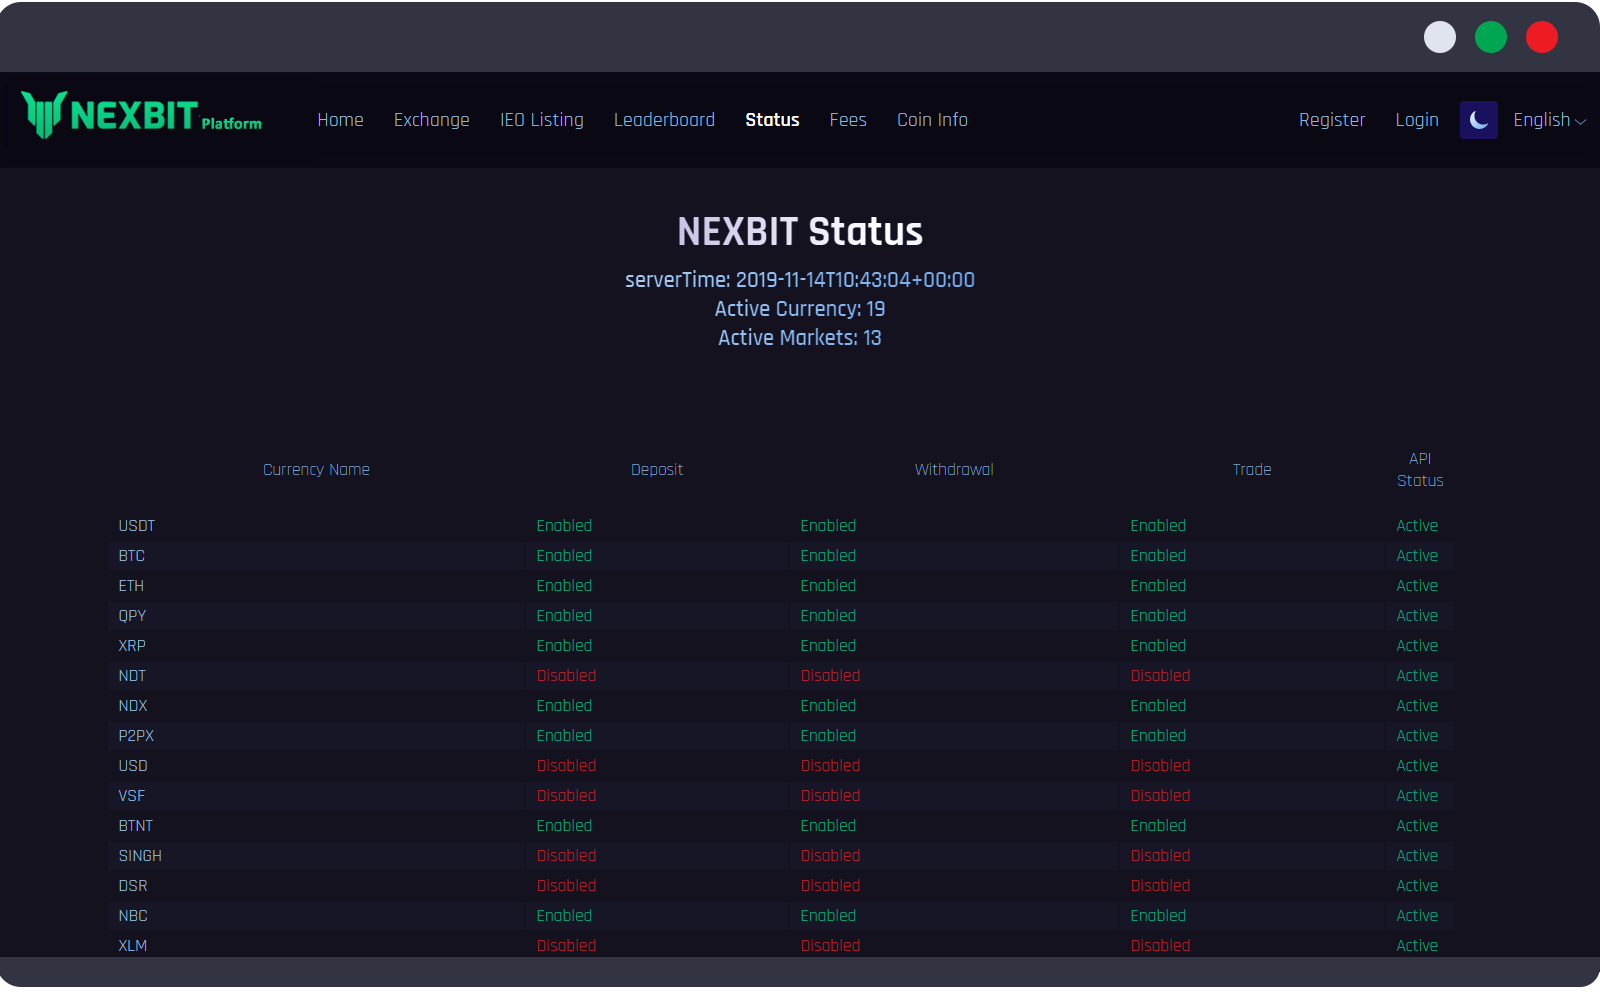 NEXBIT Platform
Home Exchange IEO Listing Leaderboard Status Fees Coin Info Register Login English
NEXBIT Status
serverTime: 2019-11-14T10:43:04+00:00
Active Currency: 19
Active Markets: 13
Currency Name Deposit Withdrawal Trade API Status
USDT Enabled Enabled Enabled Active
BTC Enabled Enabled Enabled Active
ETH Enabled Enabled Enabled Active
QPY Enabled Enabled Enabled Active
XRP Enabled Enabled Enabled Active
NDT Disabled Disabled Disabled Active
NDX Enabled Enabled Enabled Active
P2PX Enabled Enabled Enabled Active
USD Disabled Disabled Disabled Active
VSF Disabled Disabled Disabled Active
BTNT Enabled Enabled Enabled Active
SINGH Disabled Disabled Disabled Active
DSR Disabled Disabled Disabled Active
NBC Enabled Enabled Enabled Active
XLM Disabled Disabled Disabled Active